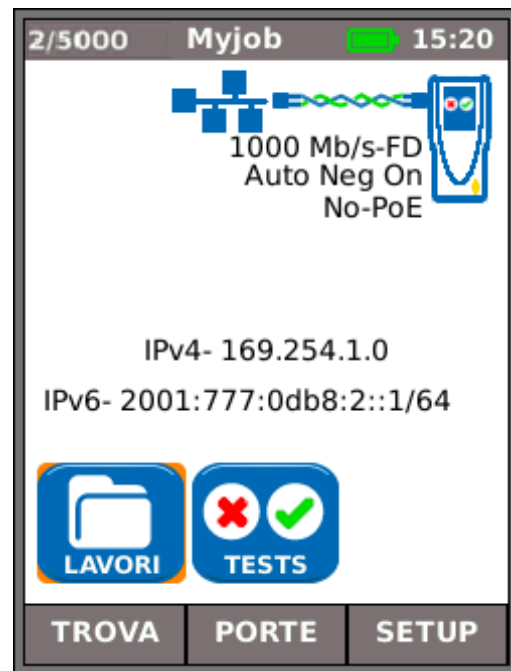 2/5000 Myjob 15:20
1000 Mb/s-FD
Auto Neg On
No-PoE
IPv4- 169.254.1.0
IPv6- 2001:777:0db8:2::1/64
LAVORI TESTS
TROVA PORTE SETUP